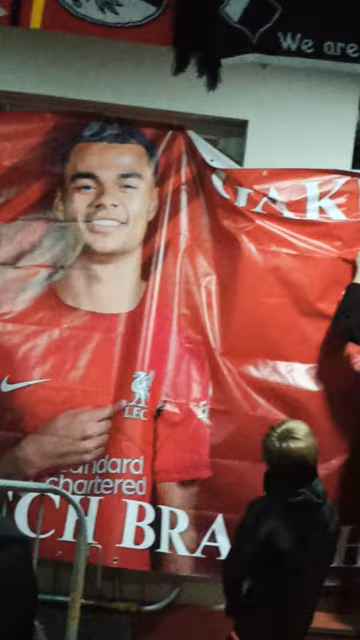 We are
GAK
LFC
standard
chartered
TCH BRA
H